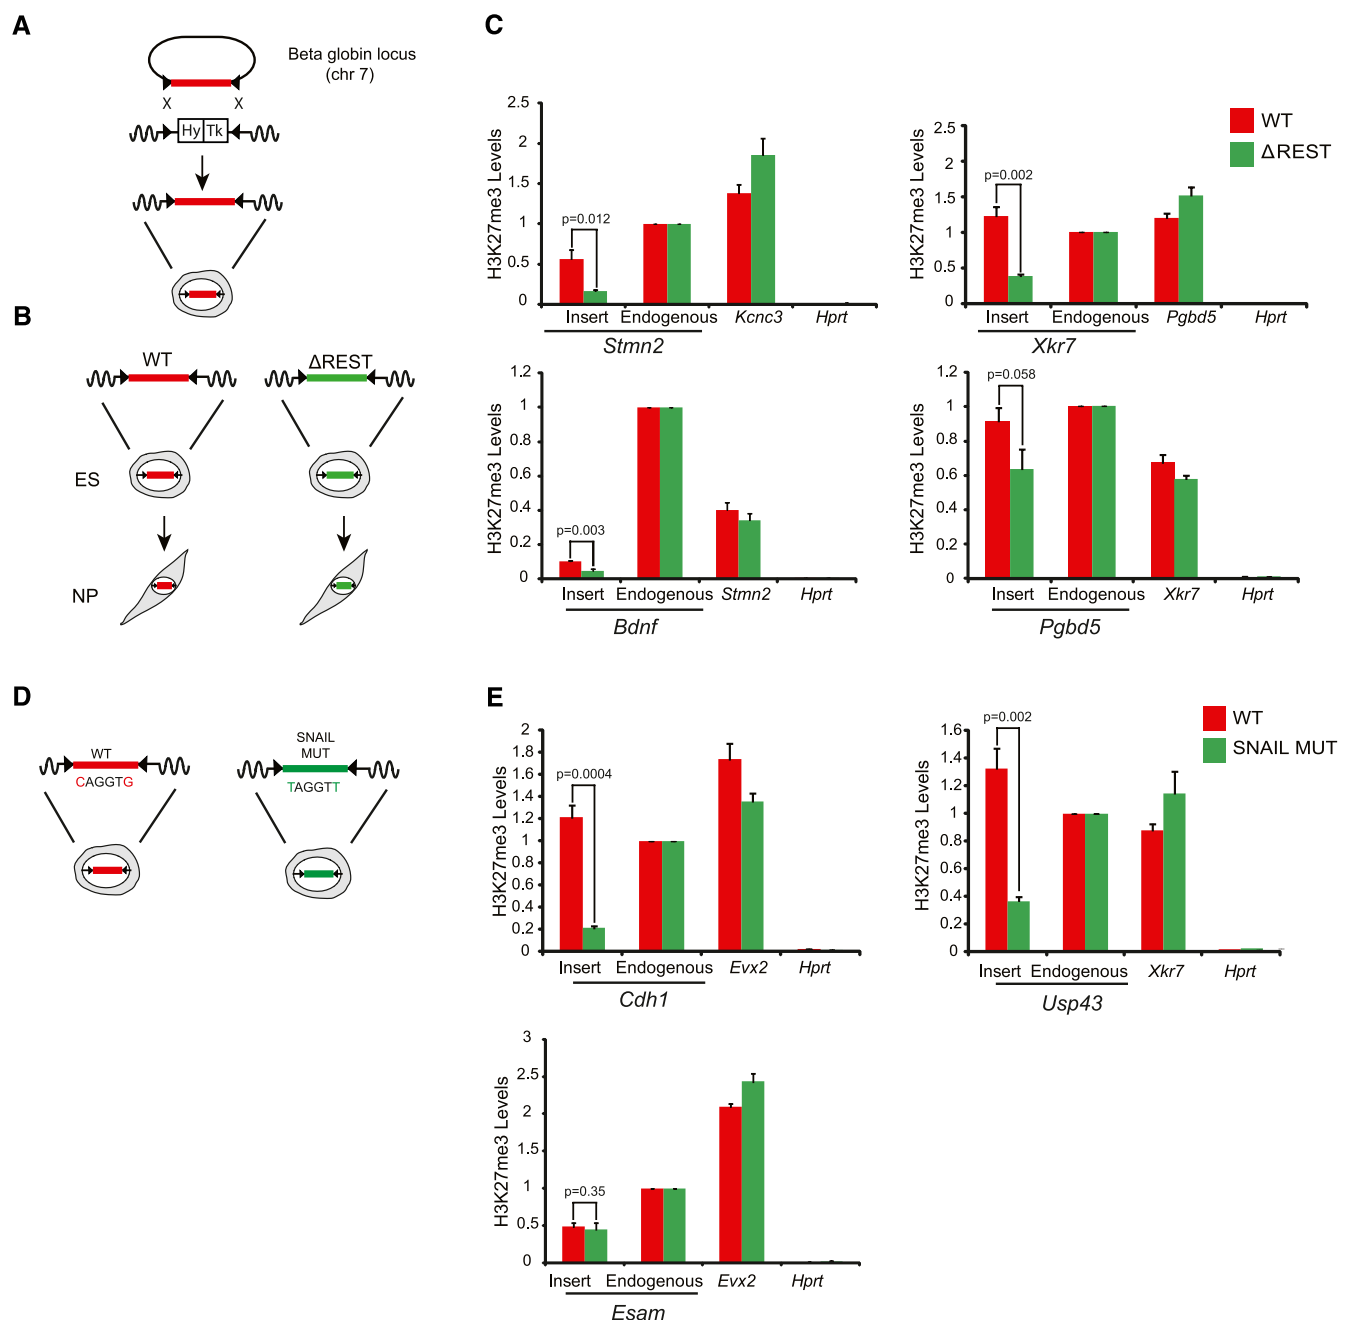 A
Beta globin locus
(chr 7)
X X
Hy Tk
B
WT ΔREST
ES
NP
C
WT
ΔREST
H3K27me3 Levels
2.5
2
1.5
1
0.5
0
p=0.012
Insert Endogenous Kcnc3 Hprt
Stmn2
H3K27me3 Levels
2.5
2
1.5
1
0.5
0
p=0.002
Insert Endogenous Pgbd5 Hprt
Xkr7
H3K27me3 Levels
1.2
1
0.8
0.6
0.4
0.2
0
p=0.003
Insert Endogenous Stmn2 Hprt
Bdnf
H3K27me3 Levels
1.2
1
0.8
0.6
0.4
0.2
0
p=0.058
Insert Endogenous Xkr7 Hprt
Pgbd5
D
WT
CAGGTG
SNAIL
MUT
TAGGTT
E
WT
SNAIL MUT
H3K27me3 Levels
2
1.8
1.6
1.4
1.2
1
0.8
0.6
0.4
0.2
0
p=0.0004
Insert Endogenous Evx2 Hprt
Cdh1
H3K27me3 Levels
1.6
1.4
1.2
1
0.8
0.6
0.4
0.2
0
p=0.002
Insert Endogenous Xkr7 Hprt
Usp43
H3K27me3 Levels
3
2.5
2
1.5
1
0.5
0
p=0.35
Insert Endogenous Evx2 Hprt
Esam